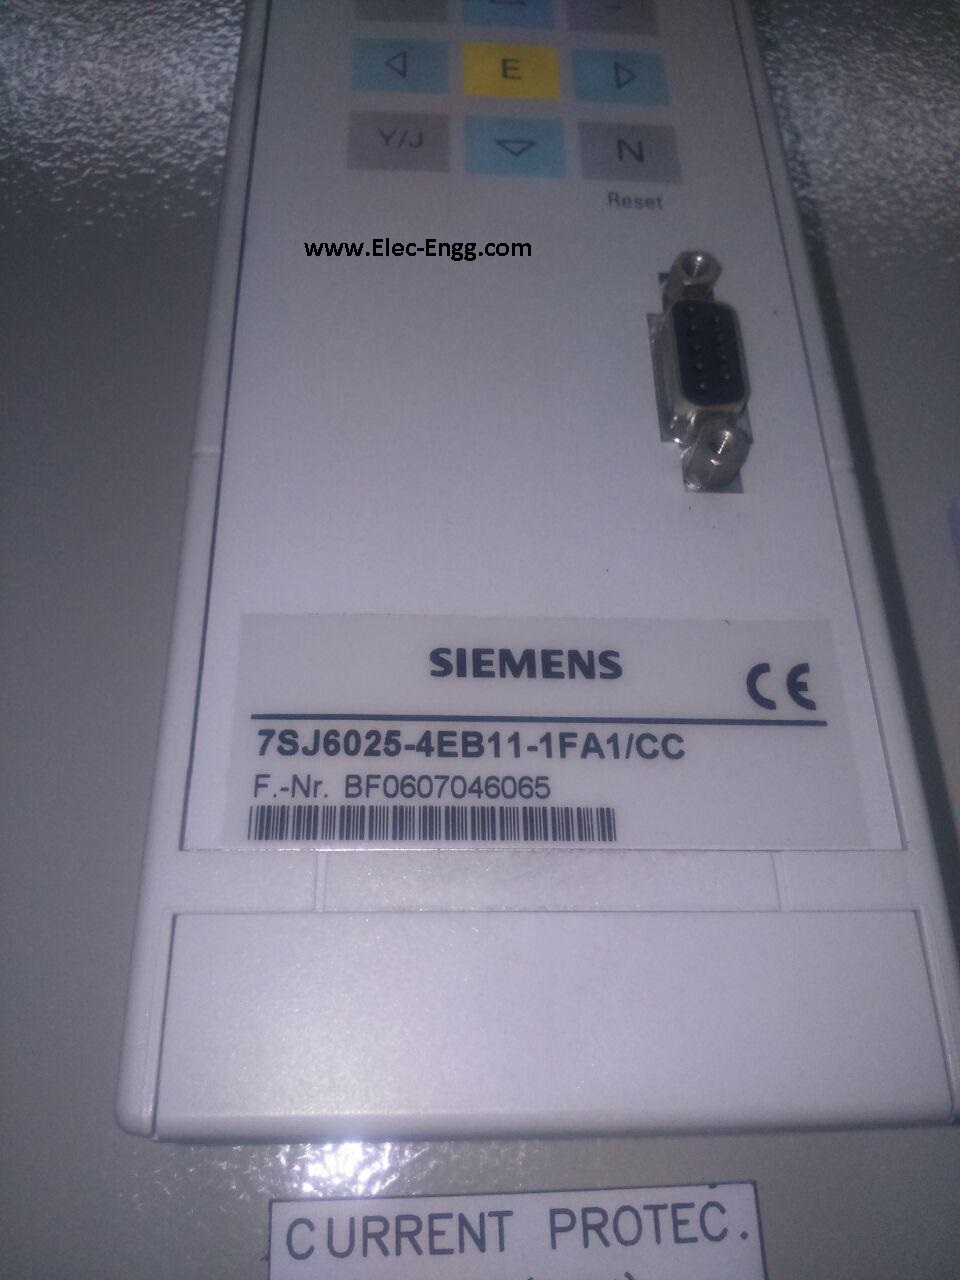 E
Y/J N
Reset
www.Elec-Engg.com
SIEMENS
CE
7SJ6025-4EB11-1FA1/CC
F.-Nr. BF0607046065
CURRENT PROTEC.